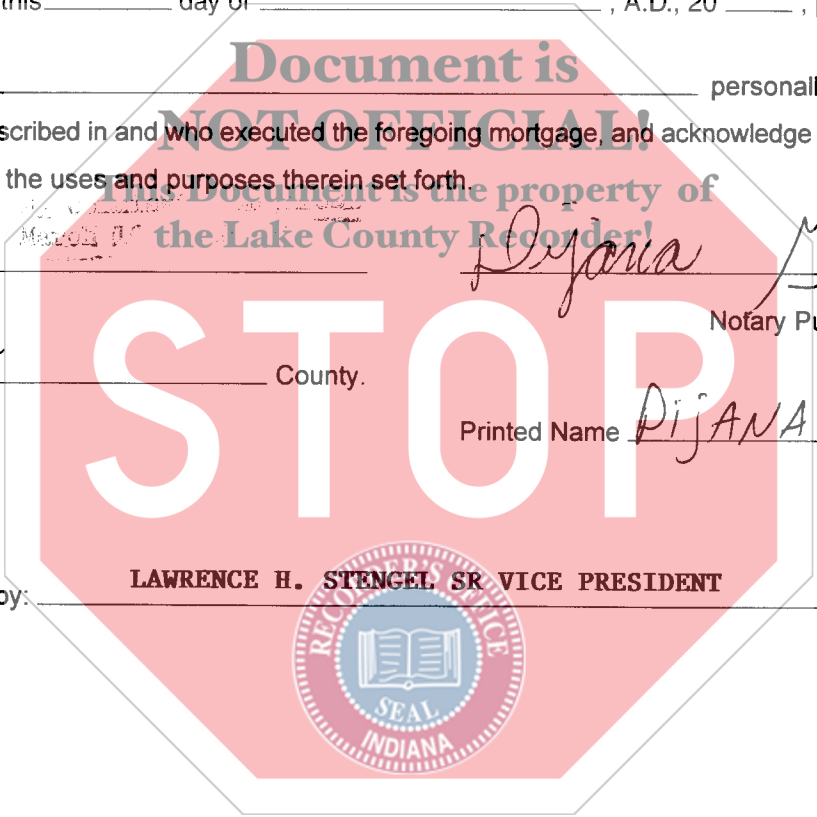 this day of , A.D., 20 ,
Document is
personall
NOT OFFICIAL!
scribed in and who executed the foregoing mortgage, and acknowledge
the uses and purposes therein set forth.
This Document is the property of
the Lake County Recorder!
Dijana
Notary Pu
STOP
County.
Printed Name DijANA
LAWRENCE H. STENGEL SR VICE PRESIDENT
by:
RECORDER'S OFFICE
SEAL
INDIANA